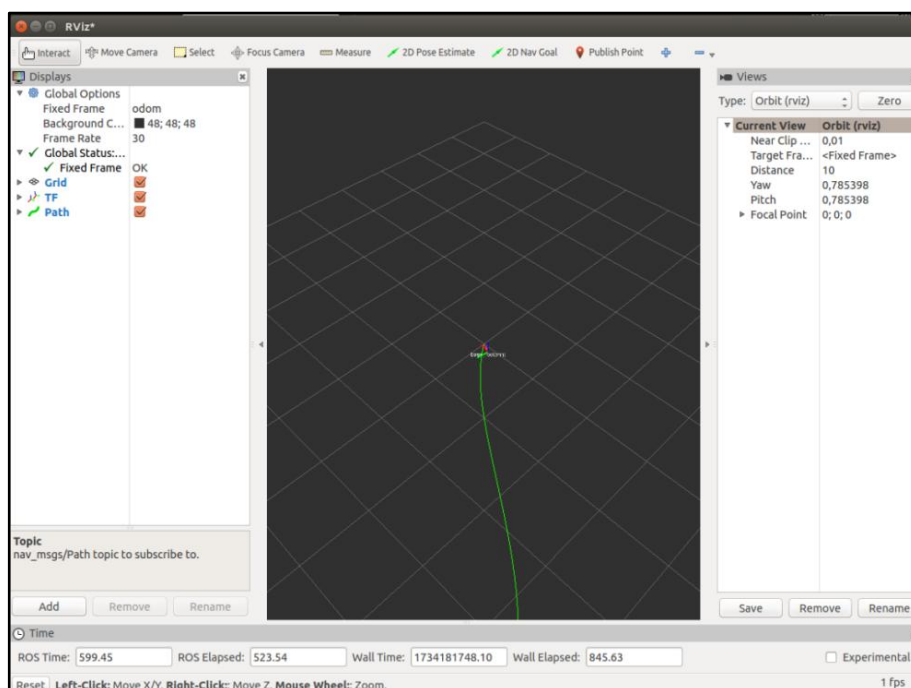 RViz*
Interact Move Camera Select Focus Camera Measure 2D Pose Estimate 2D Nav Goal Publish Point
Displays
Global Options
Fixed Frame odom
Background C... 48; 48; 48
Frame Rate 30
Global Status:...
Fixed Frame OK
Grid
TF
Path
Topic
nav_msgs/Path topic to subscribe to.
Add Remove Rename
Views
Type: Orbit (rviz) Zero
Current View Orbit (rviz)
Near Clip ... 0,01
Target Fra... <Fixed Frame>
Distance 10
Yaw 0,785398
Pitch 0,785398
Focal Point 0; 0; 0
Save Remove Rename
Time
ROS Time: 599.45 ROS Elapsed: 523.54 Wall Time: 1734181748.10 Wall Elapsed: 845.63 Experimental
Reset Left-Click: Move X/Y. Right-Click: Move Z. Mouse Wheel: Zoom. 1 fps